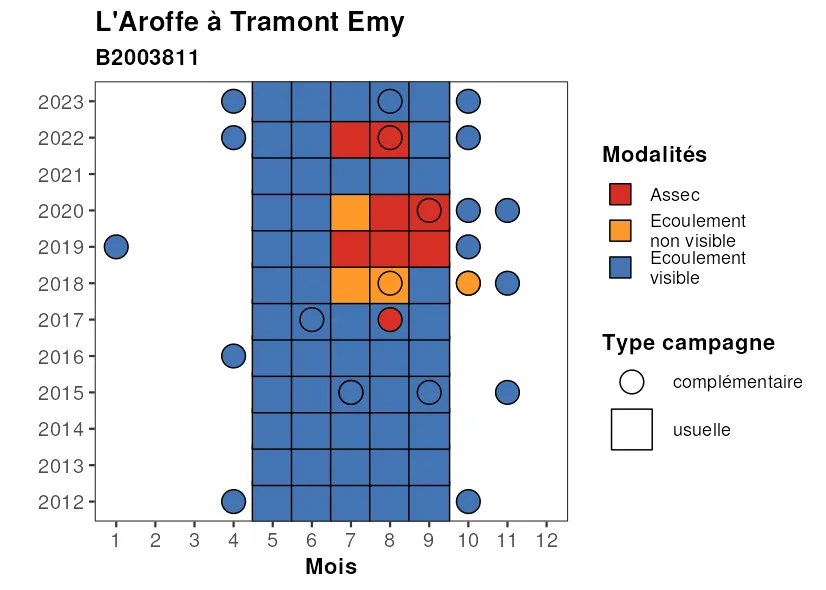 L'Aroffe à Tramont Emy
B2003811
2023
2022
2021
2020
2019
2018
2017
2016
2015
2014
2013
2012
1 2 3 4 5 6 7 8 9 10 11 12
Mois
Modalités
Assec
Ecoulement
non visible
Ecoulement
visible
Type campagne
complémentaire
usuelle